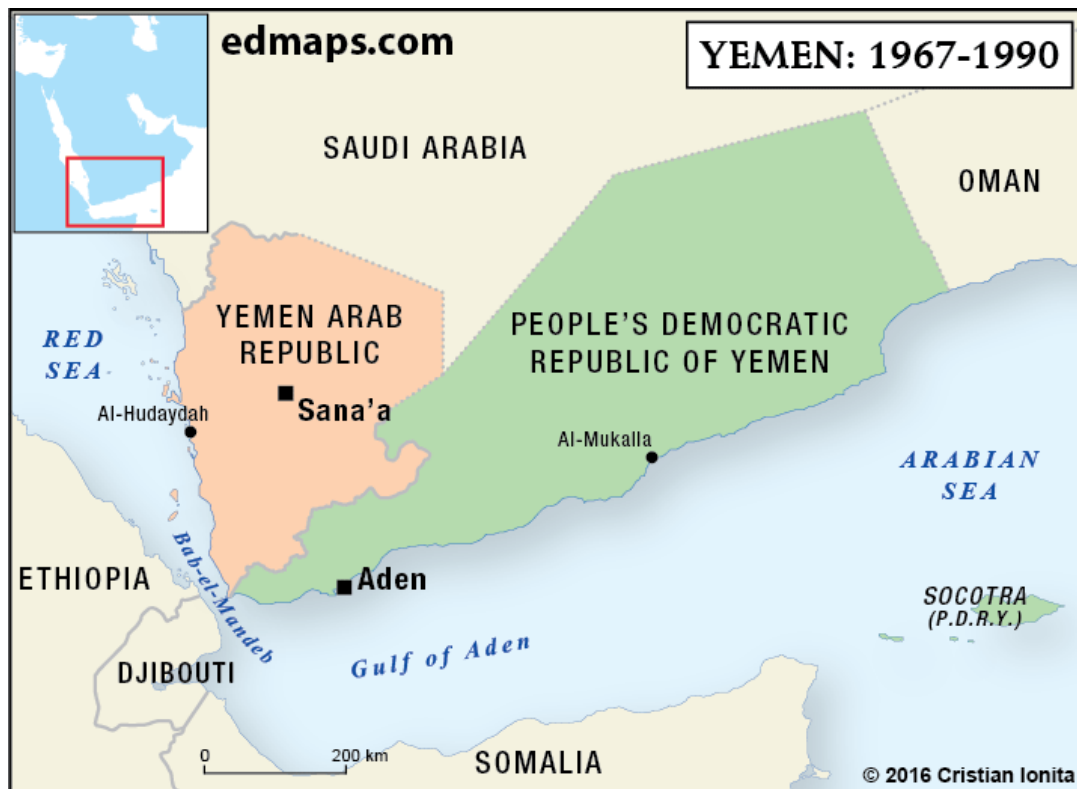 edmaps.com
YEMEN: 1967-1990
SAUDI ARABIA
OMAN
RED
SEA
YEMEN ARAB
REPUBLIC
PEOPLE'S DEMOCRATIC
REPUBLIC OF YEMEN
Sana'a
Al-Hudaydah
Al-Mukalla
ARABIAN
SEA
Bab-el-Mandeb
ETHIOPIA
Aden
SOCOTRA
(P.D.R.Y.)
Gulf of Aden
DJIBOUTI
0 200 km
SOMALIA
© 2016 Cristian Ionita